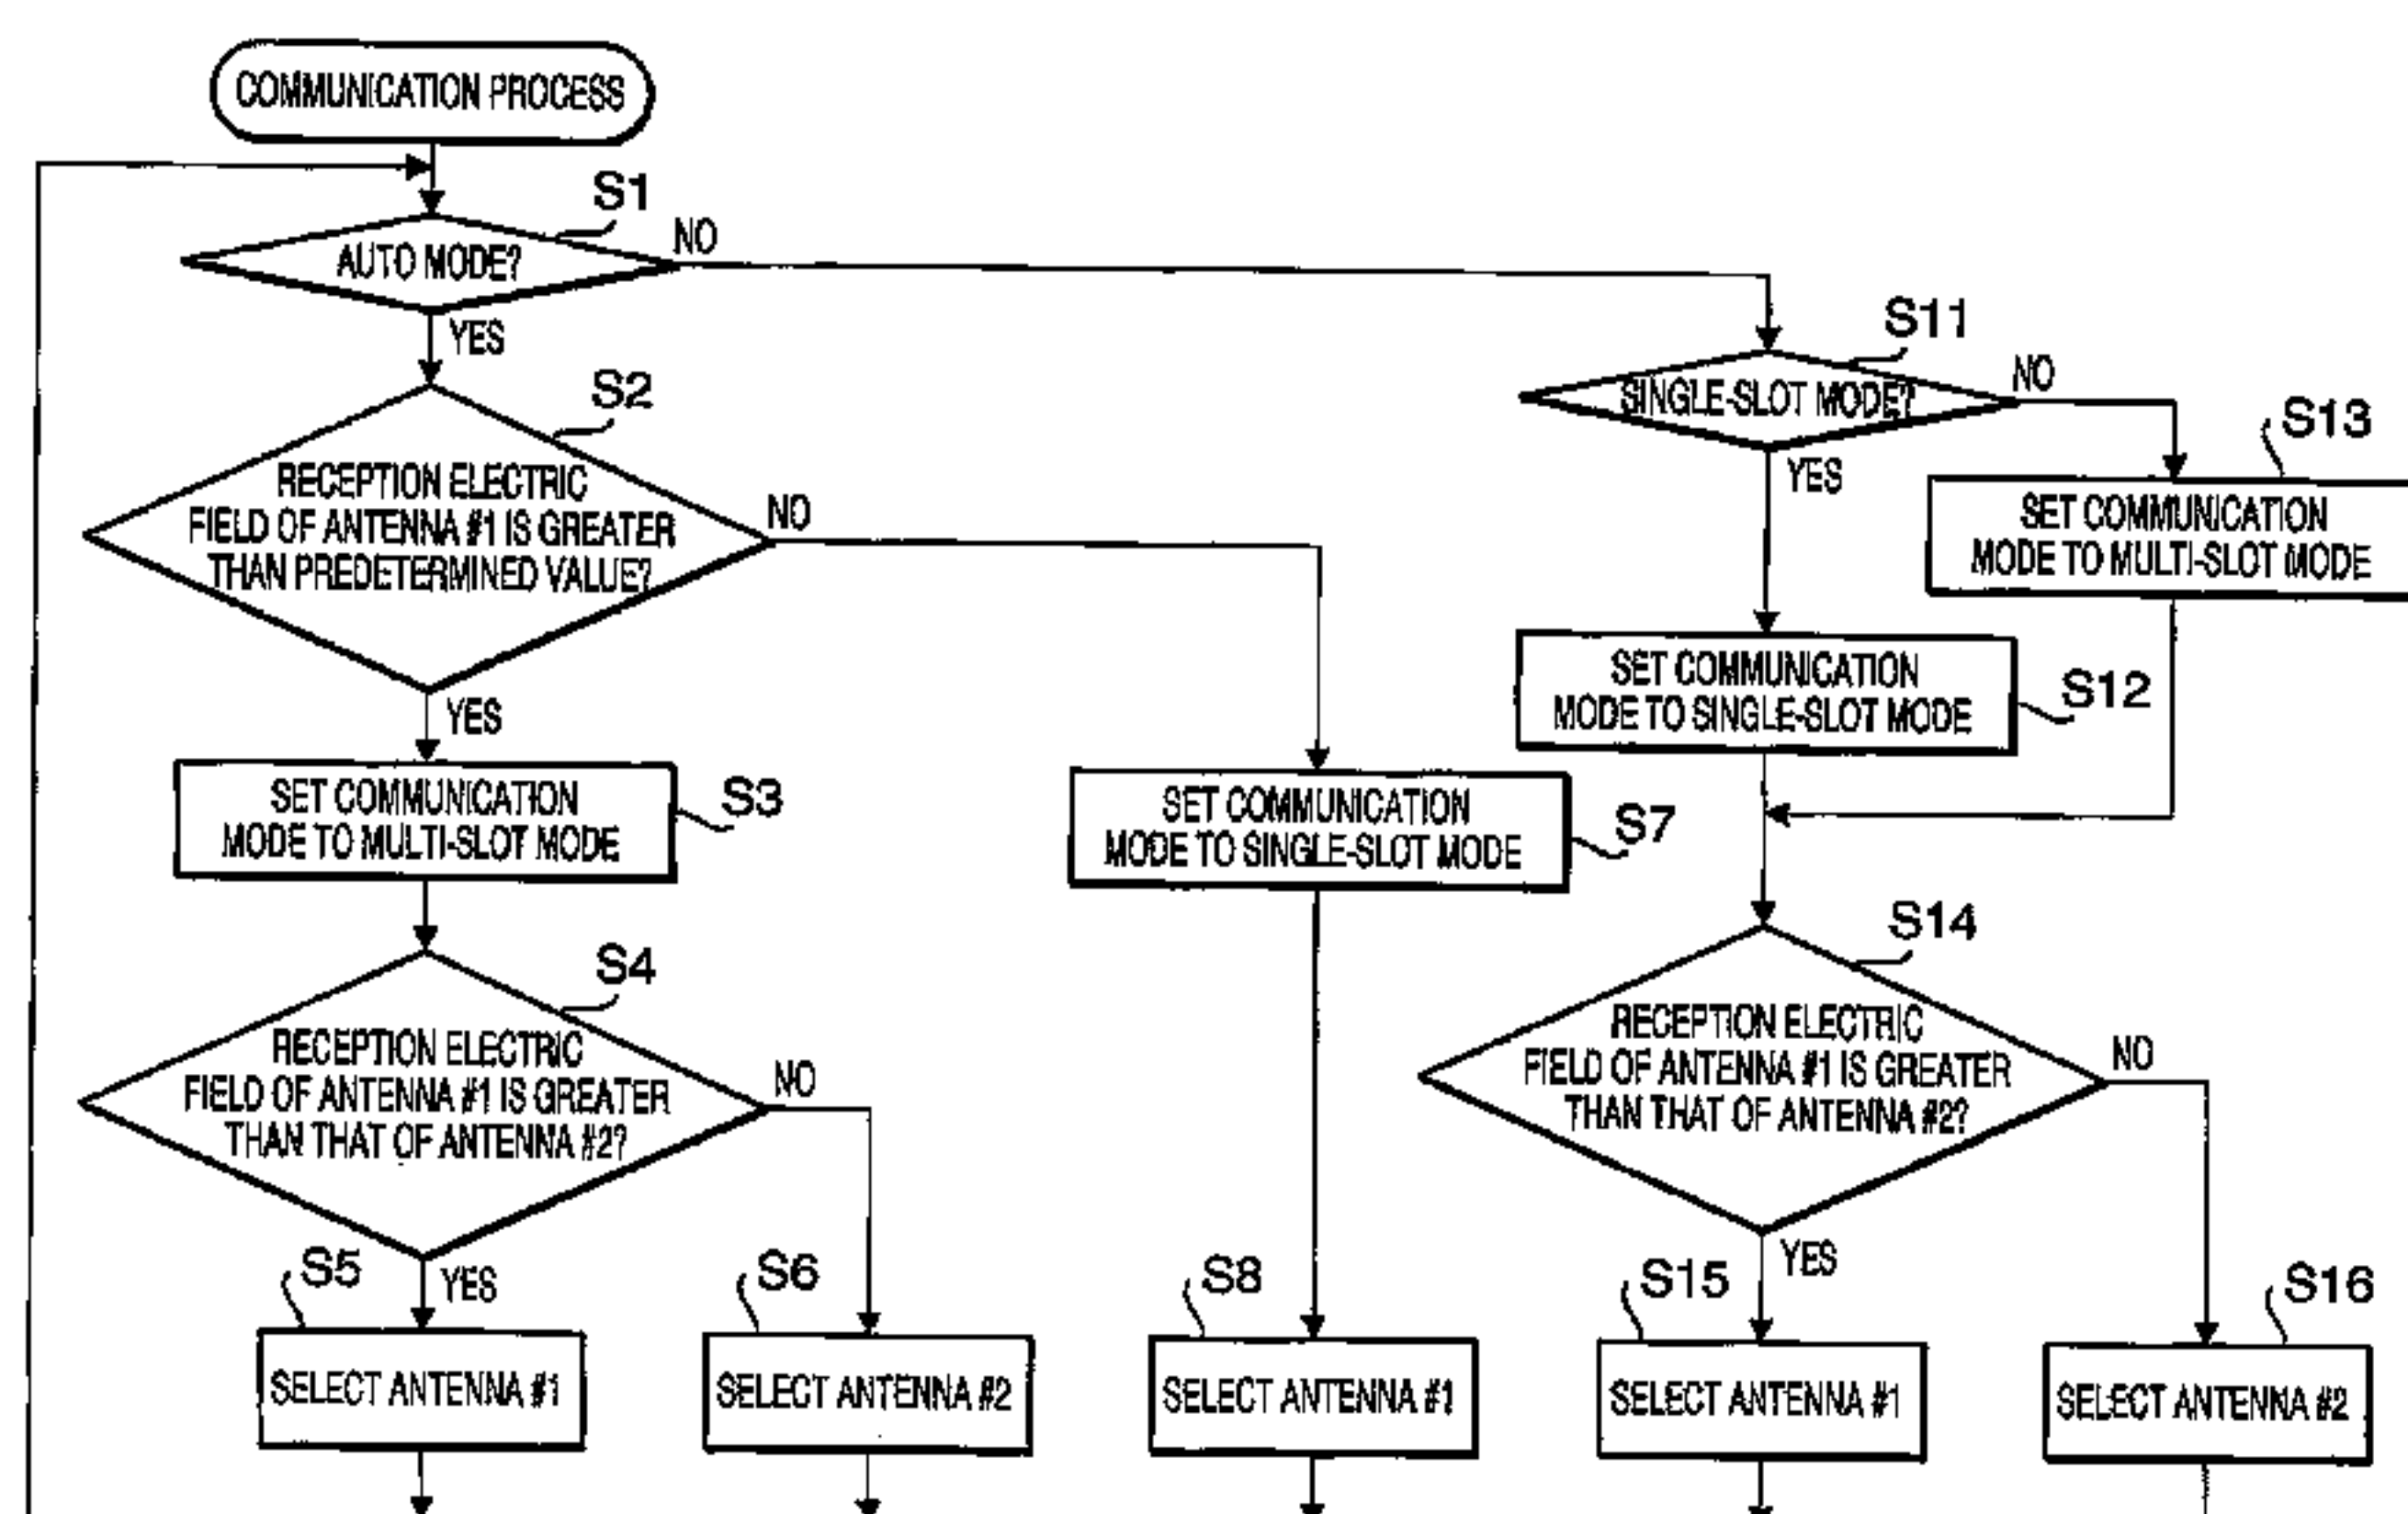 COMMUNICATION PROCESS
S1
AUTO MODE?
NO
YES
S2
RECEPTION ELECTRIC
FIELD OF ANTENNA #1 IS GREATER
THAN PREDETERMINED VALUE?
NO
YES
S3
SET COMMUNICATION
MODE TO MULTI-SLOT MODE
S4
RECEPTION ELECTRIC
FIELD OF ANTENNA #1 IS GREATER
THAN THAT OF ANTENNA #2?
NO
YES
S5
SELECT ANTENNA #1
S6
SELECT ANTENNA #2
SET COMMUNICATION
MODE TO SINGLE-SLOT MODE
S7
S8
SELECT ANTENNA #1
S11
SINGLE-SLOT MODE?
NO
YES
S13
SET COMMUNICATION
MODE TO MULTI-SLOT MODE
SET COMMUNICATION
MODE TO SINGLE-SLOT MODE
S12
S14
RECEPTION ELECTRIC
FIELD OF ANTENNA #1 IS GREATER
THAN THAT OF ANTENNA #2?
NO
YES
S15
SELECT ANTENNA #1
S16
SELECT ANTENNA #2